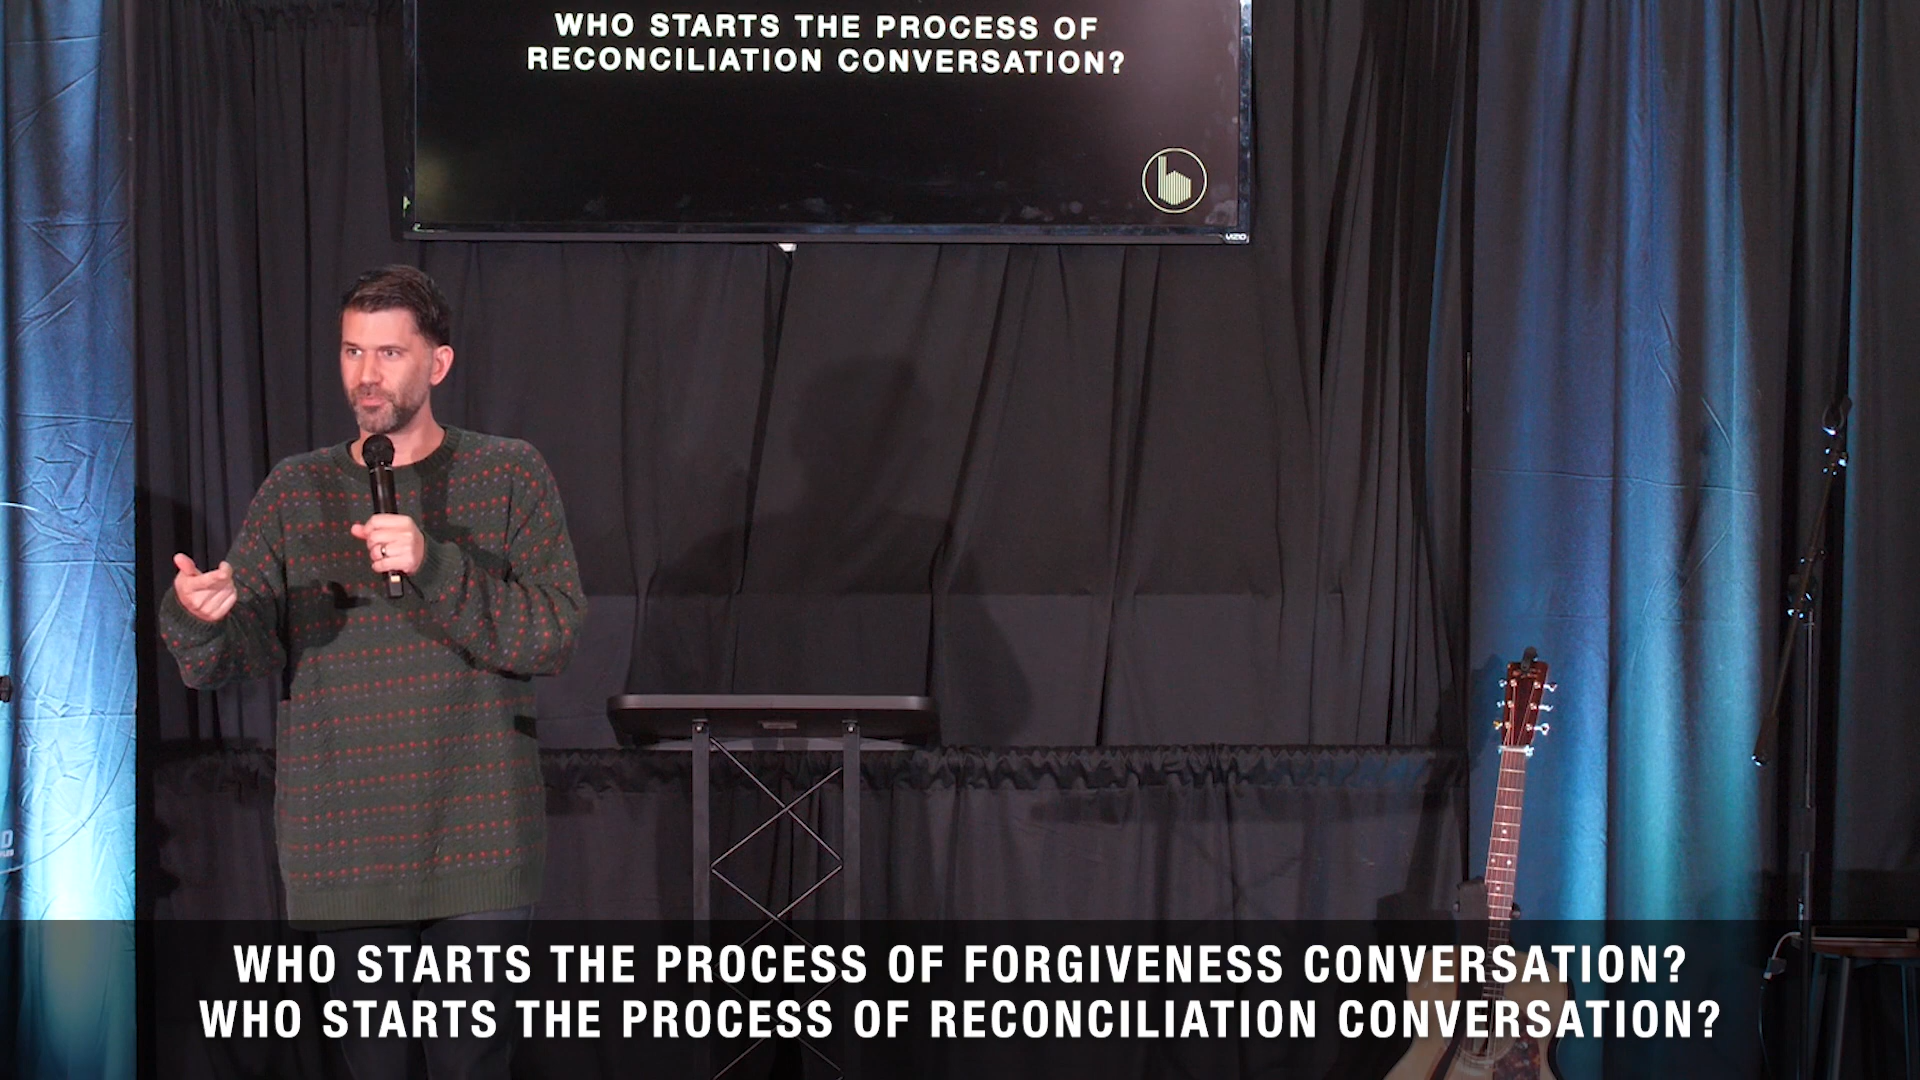 WHO STARTS THE PROCESS OF
RECONCILIATION CONVERSATION?
VIZIO
WHO STARTS THE PROCESS OF FORGIVENESS CONVERSATION?
WHO STARTS THE PROCESS OF RECONCILIATION CONVERSATION?